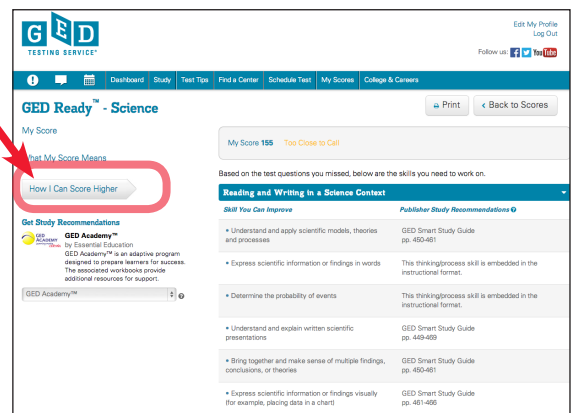 GED
TESTING SERVICE®
Edit My Profile
Log Out
Follow us: f You Tube
Dashboard Study Test Tips Find a Center Schedule Test My Scores College & Careers
GED Ready™ - Science
Print
Back to Scores
My Score
What My Score Means
How I Can Score Higher
Get Study Recommendations
GED ACADEMY
GED Academy™
by Essential Education
GED Academy™ is an adaptive program
designed to prepare learners for success.
The associated workbooks provide
additional resources for support.
GED Academy™
My Score 155 Too Close to Call
Based on the test questions you missed, below are the skills you need to work on.
Reading and Writing in a Science Context
Skill You Can Improve Publisher Study Recommendations
• Understand and apply scientific models, theories GED Smart Study Guide
and processes pp. 450-461
• Express scientific information or findings in words This thinking/process skill is embedded in the
instructional format.
• Determine the probability of events This thinking/process skill is embedded in the
instructional format.
• Understand and explain written scientific GED Smart Study Guide
presentations pp. 449-469
• Bring together and make sense of multiple findings, GED Smart Study Guide
conclusions, or theories pp. 450-461
• Express scientific information or findings visually GED Smart Study Guide
(for example, placing data in a chart) pp. 461-466